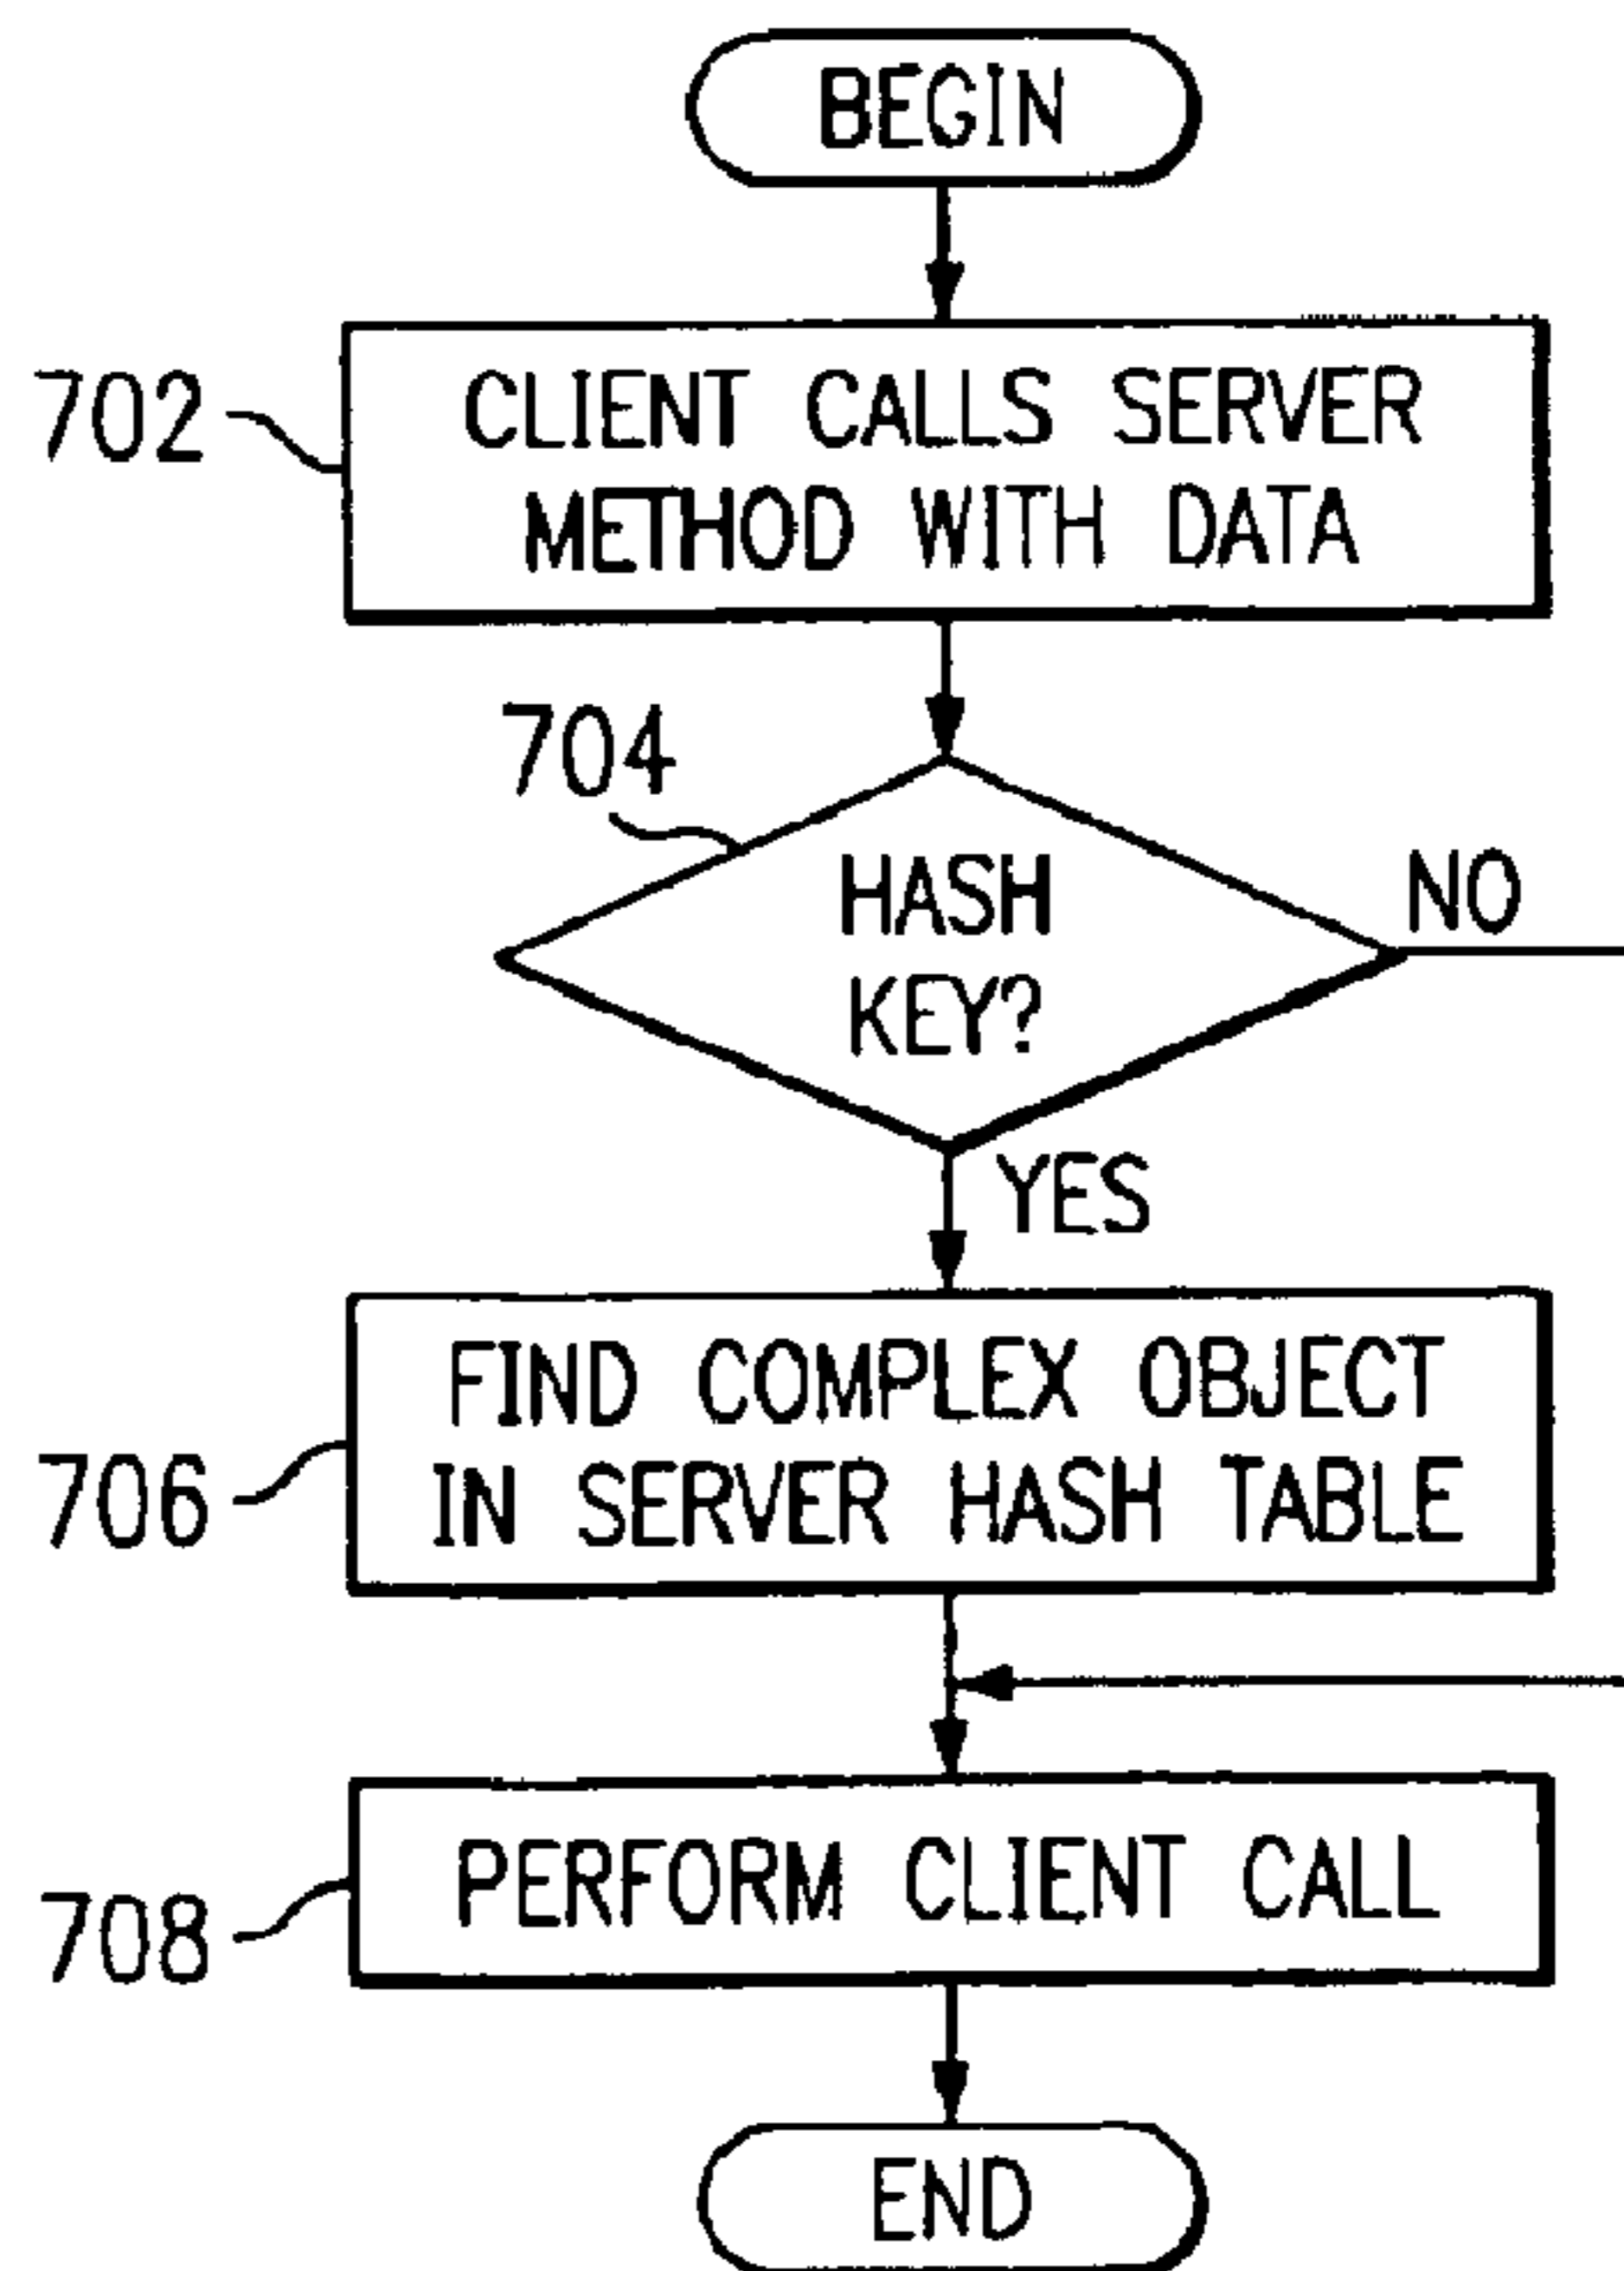 BEGIN
702
CLIENT CALLS SERVER
METHOD WITH DATA
704
HASH
KEY?
NO
YES
706
FIND COMPLEX OBJECT
IN SERVER HASH TABLE
708
PERFORM CLIENT CALL
END